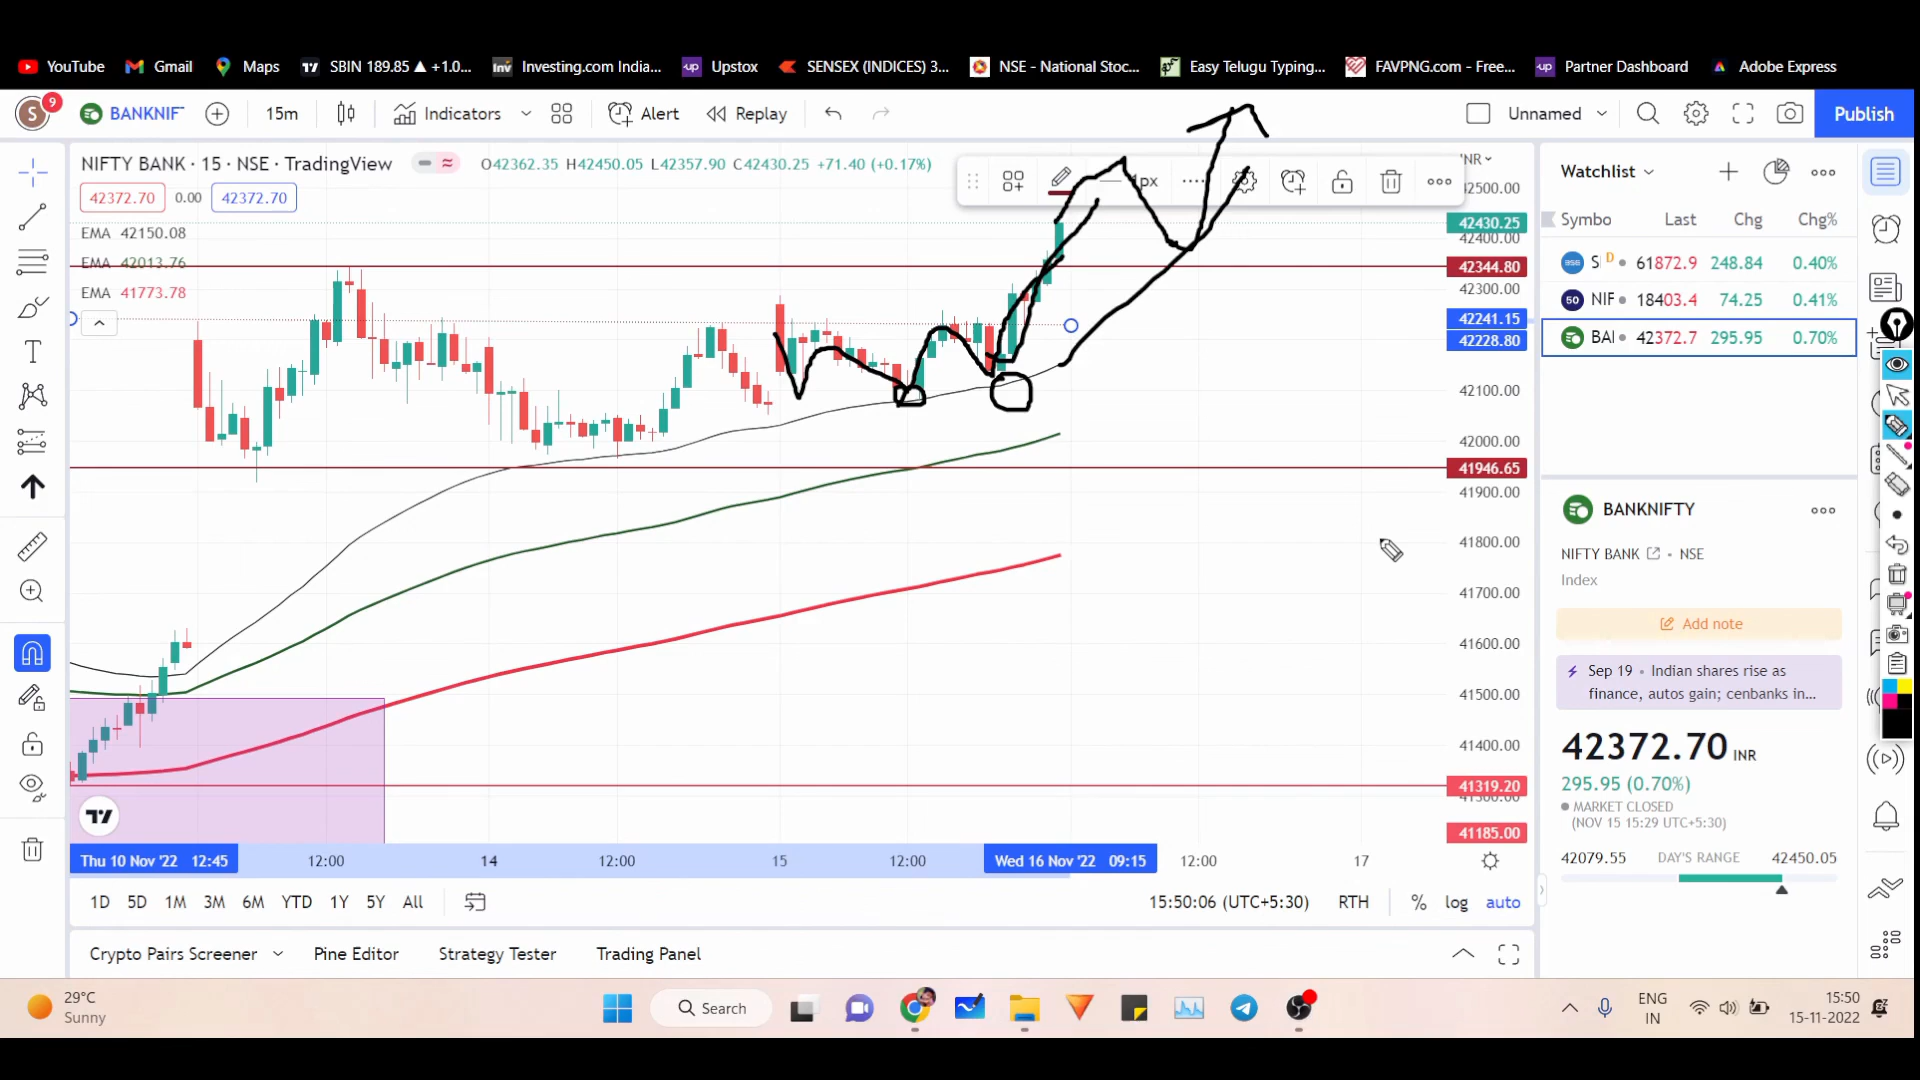 YouTube Gmail Maps SBIN 189.85 ▲ +1.0... Investing.com India... Upstox SENSEX (INDICES) 3... NSE - National Stoc... Easy Telugu Typing... FAVPNG.com - Free... Partner Dashboard Adobe Express
S 9 BANKNIF 15m Indicators Alert Replay Unnamed Publish
NIFTY BANK · 15 · NSE · TradingView O42362.35 H42450.05 L42357.90 C42430.25 +71.40 (+0.17%)
42372.70 0.00 42372.70
EMA 42150.08
EMA 42013.76
EMA 41773.78
1px
42500.00
42430.25
42400.00
42344.80
42300.00
42241.15
42228.80
42100.00
42000.00
41946.65
41900.00
41800.00
41700.00
41600.00
41500.00
41400.00
41319.20
41185.00
Thu 10 Nov '22 12:45 12:00 14 12:00 15 12:00 Wed 16 Nov '22 09:15 12:00 17
1D 5D 1M 3M 6M YTD 1Y 5Y All 15:50:06 (UTC+5:30) RTH % log auto
Crypto Pairs Screener Pine Editor Strategy Tester Trading Panel
Watchlist
Symbo Last Chg Chg%
61872.9 248.84 0.40%
50 NIF 18403.4 74.25 0.41%
BAI 42372.7 295.95 0.70%
BANKNIFTY
NIFTY BANK • NSE
Index
Add note
Sep 19 • Indian shares rise as
finance, autos gain; cenbanks in...
42372.70 INR
295.95 (0.70%)
MARKET CLOSED
(NOV 15 15:29 UTC+5:30)
42079.55 DAY'S RANGE 42450.05
29°C
Sunny
Search
ENG
IN
15:50
15-11-2022